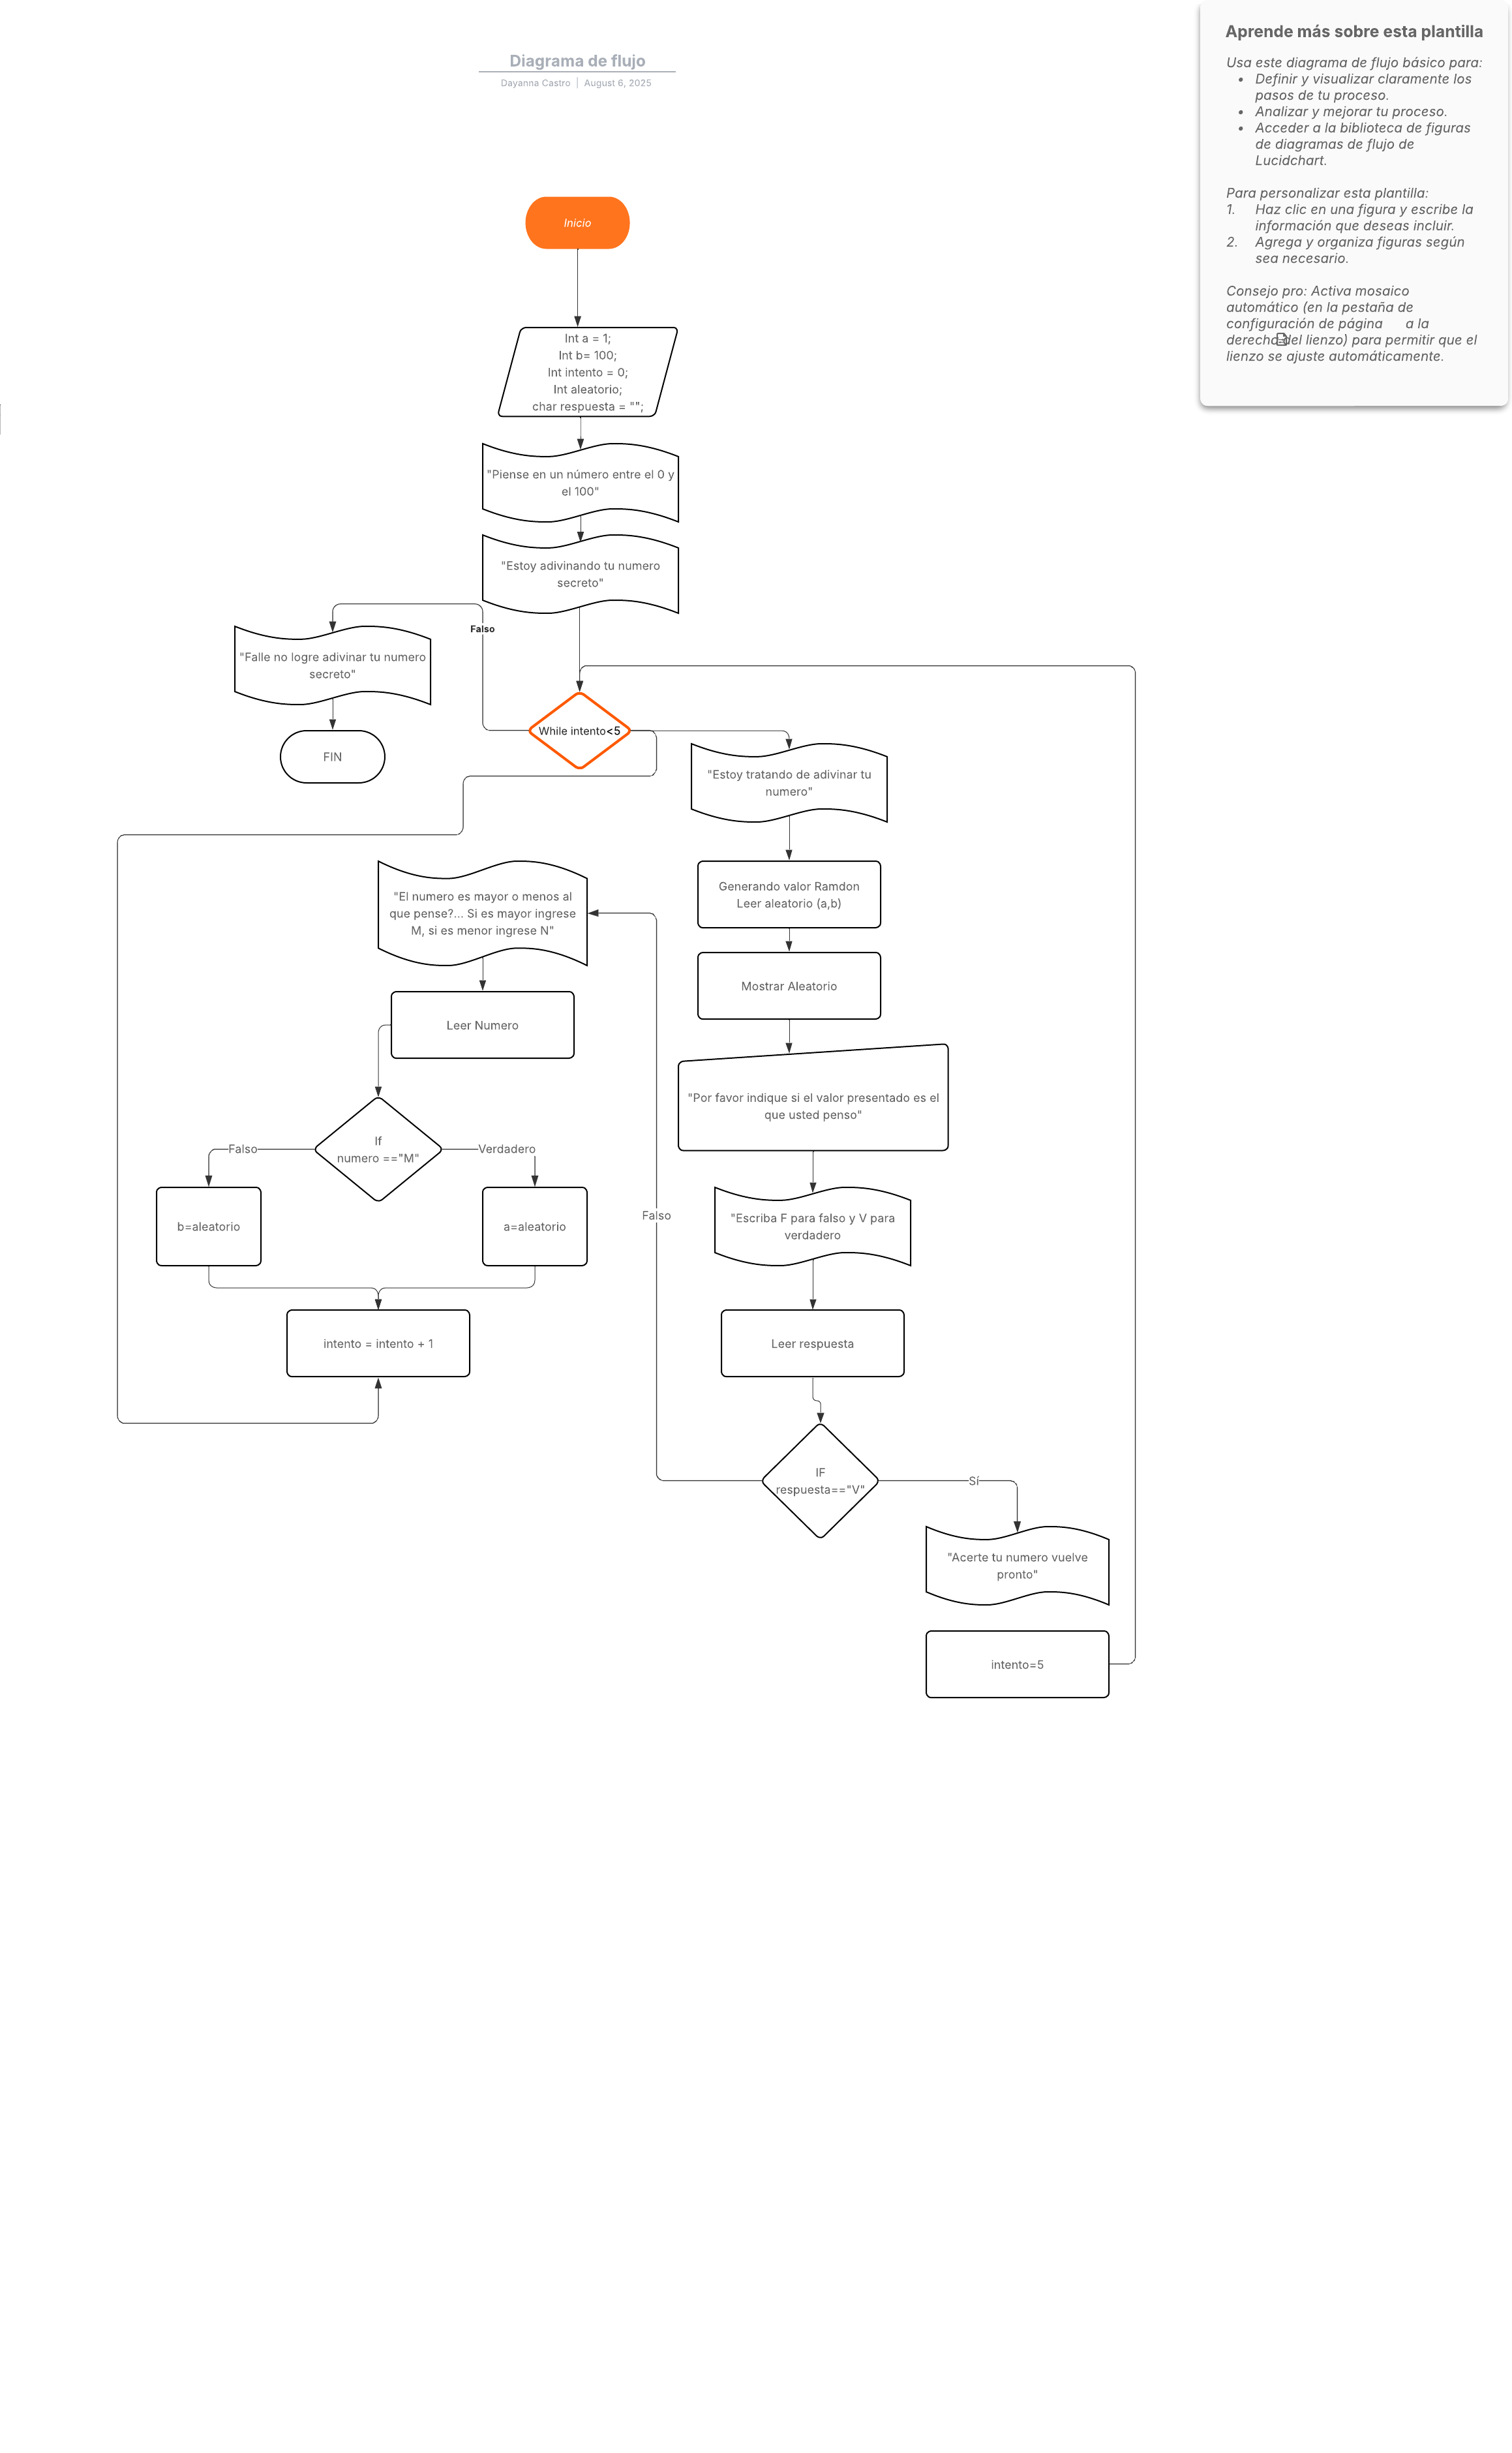 Diagrama de flujo
Dayanna Castro | August 6, 2025
Aprende más sobre esta plantilla
Usa este diagrama de flujo básico para:
• Definir y visualizar claramente los
pasos de tu proceso.
• Analizar y mejorar tu proceso.
• Acceder a la biblioteca de figuras
de diagramas de flujo de
Lucidchart.
Para personalizar esta plantilla:
1. Haz clic en una figura y escribe la
información que deseas incluir.
2. Agrega y organiza figuras según
sea necesario.
Consejo pro: Activa mosaico
automático (en la pestaña de
configuración de página a la
derecha del lienzo) para permitir que el
lienzo se ajuste automáticamente.
Inicio
Int a = 1;
Int b= 100;
Int intento = 0;
Int aleatorio;
char respuesta = "";
"Piense en un número entre el 0 y
el 100"
"Estoy adivinando tu numero
secreto"
Falso
"Falle no logre adivinar tu numero
secreto"
FIN
While intento<5
"Estoy tratando de adivinar tu
numero"
Generando valor Ramdon
Leer aleatorio (a,b)
Mostrar Aleatorio
"Por favor indique si el valor presentado es el
que usted penso"
"Escriba F para falso y V para
verdadero
Leer respuesta
IF
respuesta=="V"
Sí
"Acerte tu numero vuelve
pronto"
intento=5
Falso
"El numero es mayor o menos al
que pense?... Si es mayor ingrese
M, si es menor ingrese N"
Leer Numero
If
numero =="M"
Falso
Verdadero
b=aleatorio
a=aleatorio
intento = intento + 1